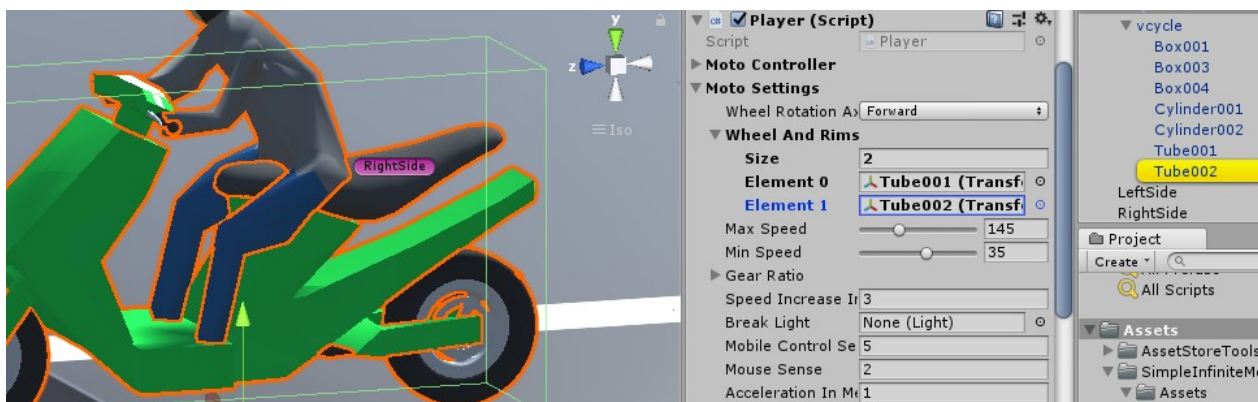 y
z
Iso
RightSide
Player (Script)
Script
Player
Moto Controller
Moto Settings
Wheel Rotation Ax
Forward
Wheel And Rims
Size
2
Element 0
Tube001 (Transf
Element 1
Tube002 (Transf
Max Speed
145
Min Speed
35
Gear Ratio
Speed Increase In
3
Break Light
None (Light)
Mobile Control Se
5
Mouse Sense
2
Acceleration In Me
1
vcycle
Box001
Box003
Box004
Cylinder001
Cylinder002
Tube001
Tube002
LeftSide
RightSide
Project
Create
All Scripts
Assets
AssetStoreTools
SimpleInfiniteMo
Assets